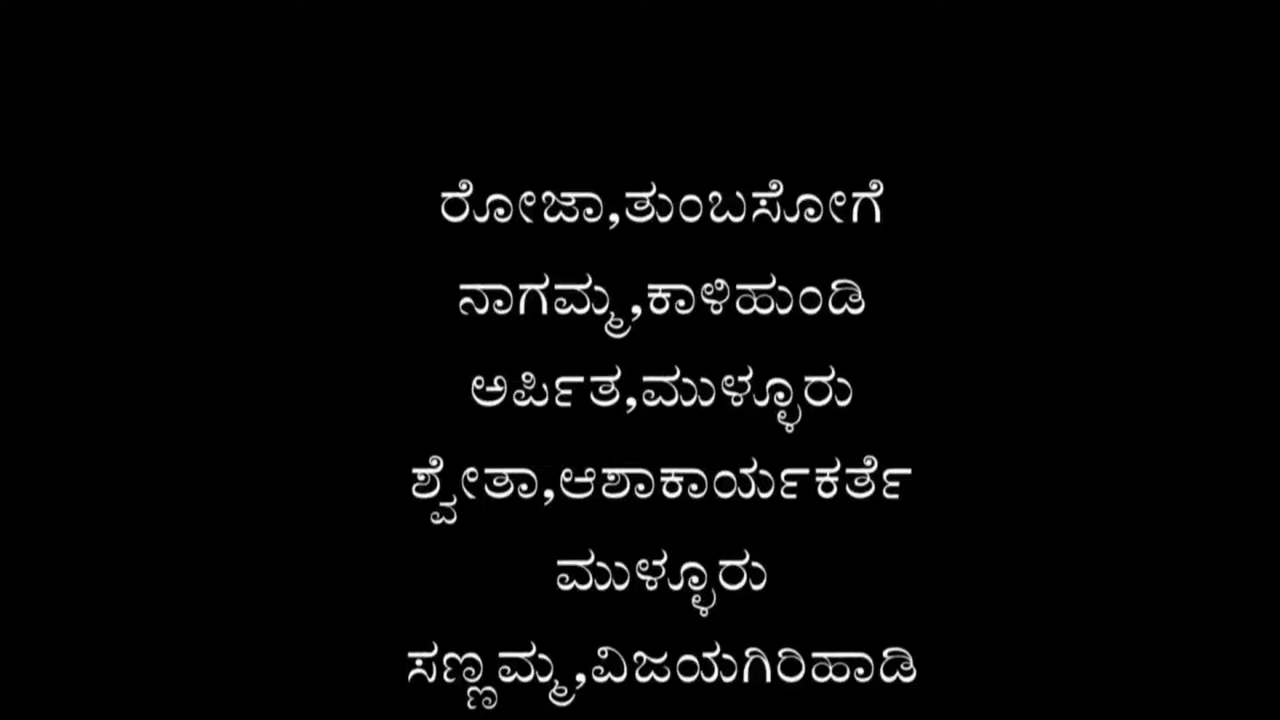 ರೋಜಾ,ತುಂಬಸೋಗೆ
ನಾಗಮ್ಮ,ಕಾಳಿಹುಂಡಿ
ಅರ್ಪಿತ,ಮುಳ್ಳೂರು
ಶ್ವೇತಾ,ಆಶಾಕಾರ್ಯಕರ್ತೆ
ಮುಳ್ಳೂರು
ಸಣ್ಣಮ್ಮ,ವಿಜಯಗಿರಿಹಾಡಿ